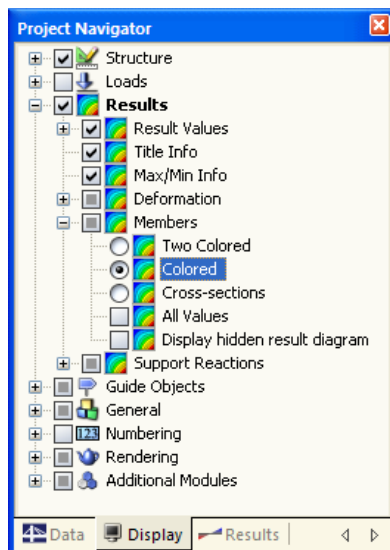 Project Navigator
Structure
Loads
Results
Result Values
Title Info
Max/Min Info
Deformation
Members
Two Colored
Colored
Cross-sections
All Values
Display hidden result diagram
Support Reactions
Guide Objects
General
123 Numbering
Rendering
Additional Modules
Data Display Results